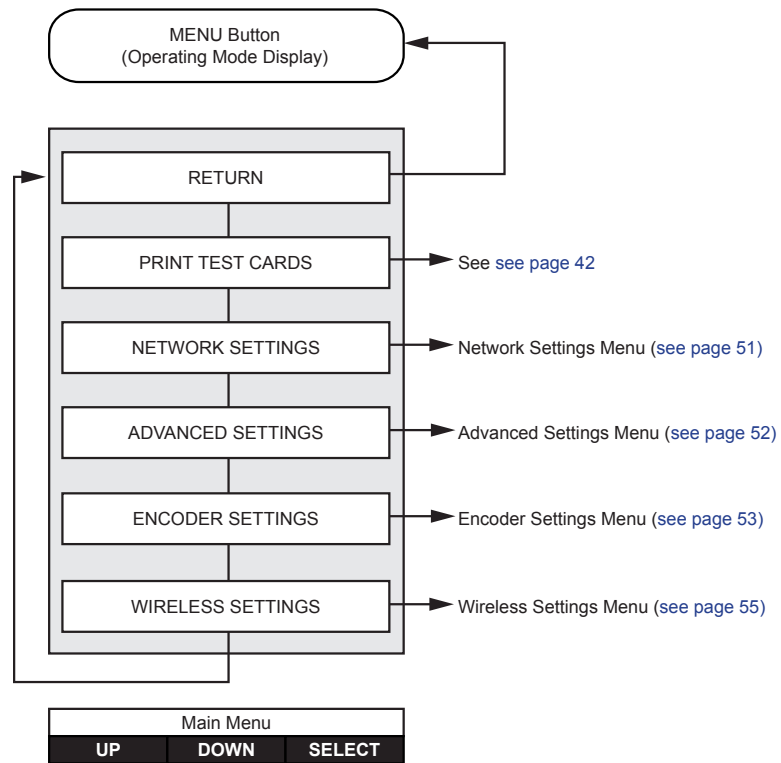 MENU Button
(Operating Mode Display)
RETURN
PRINT TEST CARDS
See see page 42
NETWORK SETTINGS
Network Settings Menu (see page 51)
ADVANCED SETTINGS
Advanced Settings Menu (see page 52)
ENCODER SETTINGS
Encoder Settings Menu (see page 53)
WIRELESS SETTINGS
Wireless Settings Menu (see page 55)
Main Menu
UP DOWN SELECT